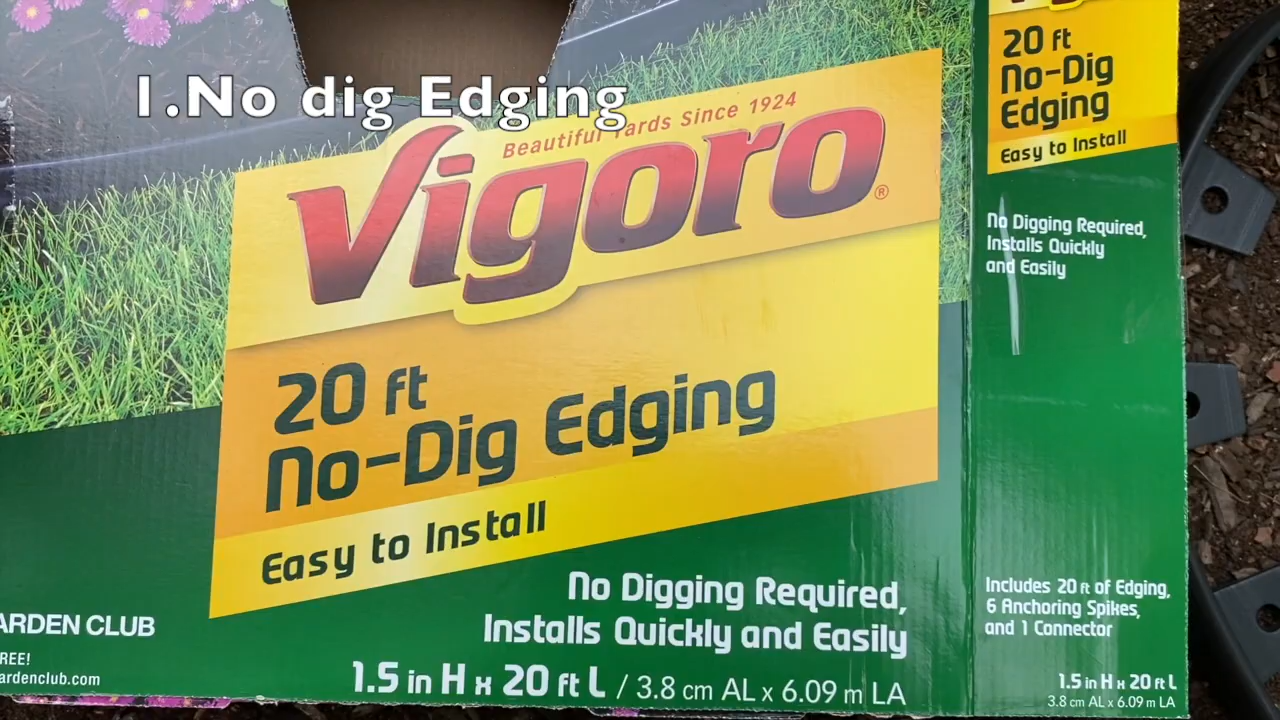 1.No dig Edging
Beautiful Yards Since 1924
Vigoro®
20 ft
No-Dig Edging
Easy to Install
No Digging Required,
Installs Quickly and Easily
1.5 in H x 20 ft L / 3.8 cm AL x 6.09 m LA
ARDEN CLUB
REE!
ardenclub.com
Vigoro
20 ft
No-Dig
Edging
Easy to Install
No Digging Required,
Installs Quickly
and Easily
Includes 20 ft of Edging,
6 Anchoring Spikes,
and 1 Connector
1.5 in H x 20 ft L
3.8 cm AL x 6.09 m LA